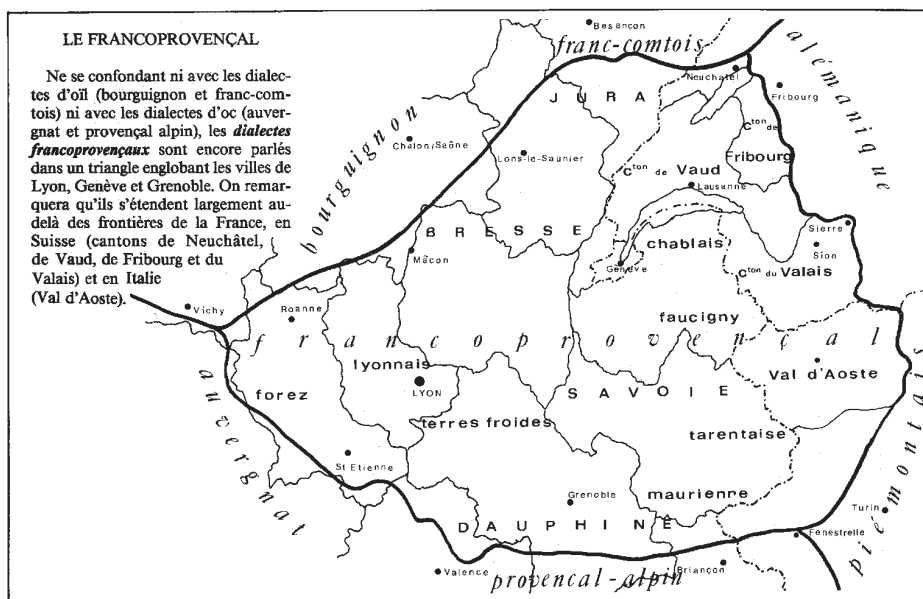 LE FRANCOPROVENÇAL
Ne se confondant ni avec les dialec-
tes d'oïl (bourguignon et franc-com-
tois) ni avec les dialectes d'oc (auver-
gnat et provençal alpin), les dialectes
francoprovençaux sont encore parlés
dans un triangle englobant les villes de
Lyon, Genève et Grenoble. On remar-
quera qu'ils s'étendent largement au-
delà des frontières de la France, en
Suisse (cantons de Neuchâtel,
de Vaud, de Fribourg et du
Valais) et en Italie
(Val d'Aoste).
Besançon
franc-comtois
alémanique
Neuchatel
Fribourg
JURA
bourguignon
Chalon/Saône
Lons-le-Saunier
Cton de
Fribourg
Cton de Vaud
Lausanne
BRESSE
Mâcon
chablais
Sierre
Sion
Genève
Cton du Valais
Vichy
Roanne
faucigny
francoprovencal
lyonnais
Val d'Aoste
auvergnat
forez
LYON
SAVOIE
terres froides
tarentaise
piemontais
St Etienne
maurienne
Grenoble
Turin
DAUPHINÉ
Fenestrelle
Valence
provencal-alpin
Briançon